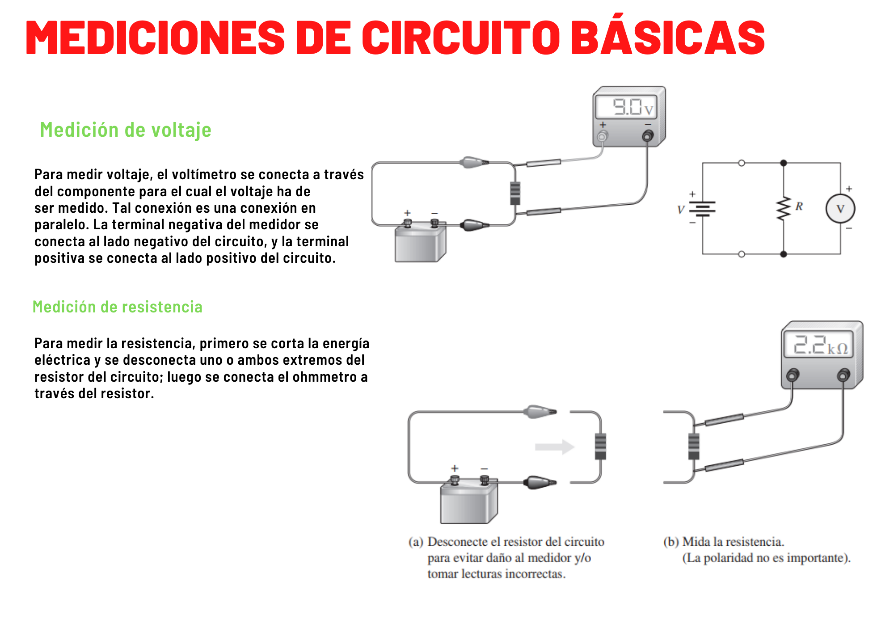 MEDICIONES DE CIRCUITO BÁSICAS
Medición de voltaje
Para medir voltaje, el voltímetro se conecta a través
del componente para el cual el voltaje ha de
ser medido. Tal conexión es una conexión en
paralelo. La terminal negativa del medidor se
conecta al lado negativo del circuito, y la terminal
positiva se conecta al lado positivo del circuito.
9.0 V
+ −
+ −
+
V
−
R
+
V
−
Medición de resistencia
Para medir la resistencia, primero se corta la energía
eléctrica y se desconecta uno o ambos extremos del
resistor del circuito; luego se conecta el ohmmetro a
través del resistor.
2.2 kΩ
+ −
(a) Desconecte el resistor del circuito
para evitar daño al medidor y/o
tomar lecturas incorrectas.
(b) Mida la resistencia.
(La polaridad no es importante).